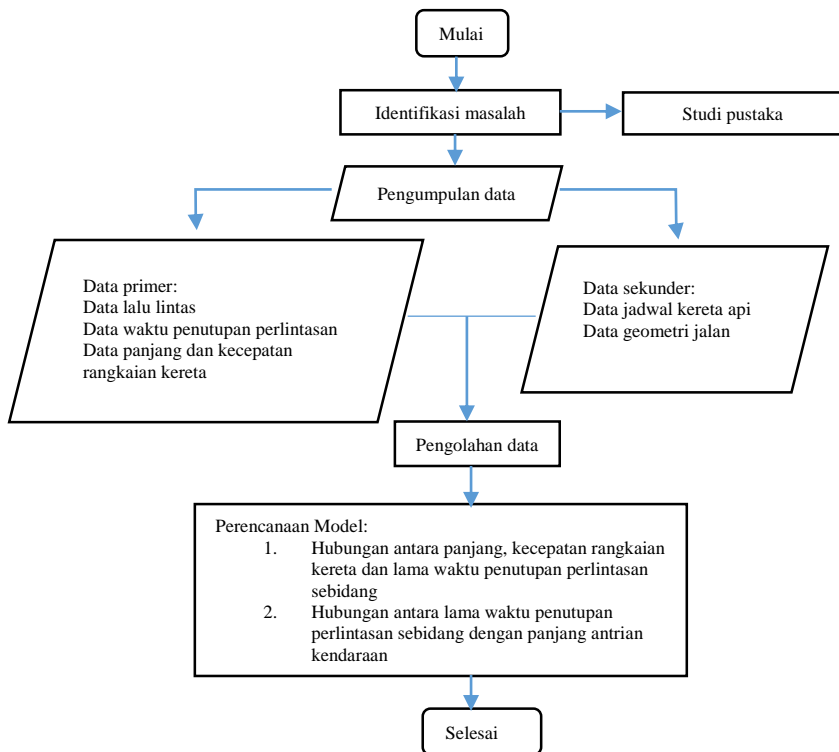 Mulai
Identifikasi masalah
Studi pustaka
Pengumpulan data
Data primer:
Data lalu lintas
Data waktu penutupan perlintasan
Data panjang dan kecepatan
rangkaian kereta
Data sekunder:
Data jadwal kereta api
Data geometri jalan
Pengolahan data
Perencanaan Model:
1. Hubungan antara panjang, kecepatan rangkaian
kereta dan lama waktu penutupan perlintasan
sebidang
2. Hubungan antara lama waktu penutupan
perlintasan sebidang dengan panjang antrian
kendaraan
Selesai